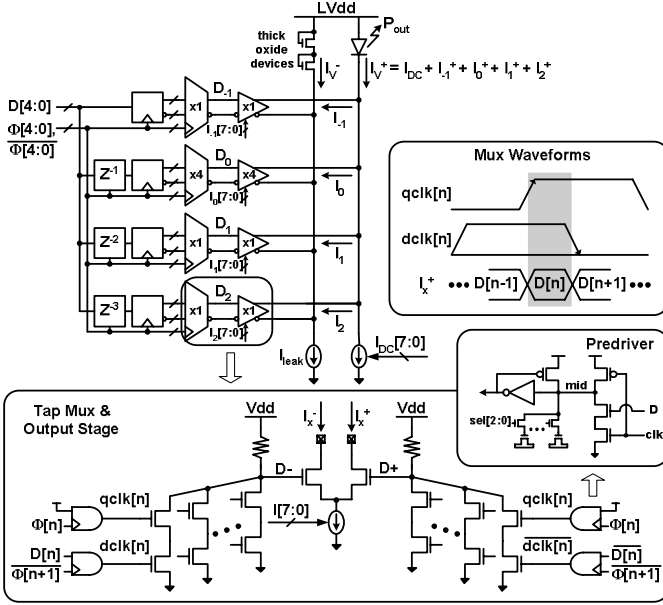 LVdd
thick
oxide
devices
P_out
I_V^-
I_V^+ = I_DC + I_-1^+ + I_0^+ + I_1^+ + I_2^+
D[4:0]
Φ[4:0],
Φ[4:0]
x1
D_-1
x1
I_-1[7:0]
I_-1
Z^-1
x4
D_0
x4
I_0[7:0]
I_0
Z^-2
x1
D_1
x1
I_1[7:0]
I_1
Z^-3
x1
D_2
x1
I_2[7:0]
I_2
I_leak
I_DC[7:0]
Mux Waveforms
qclk[n]
dclk[n]
I_x^+ ••• D[n-1] D[n] D[n+1] •••
Predriver
mid
sel[2:0]
D
clk
Tap Mux &
Output Stage
Vdd
I_x^- I_x^+
Vdd
D- D+
I[7:0]
qclk[n]
Φ[n]
dclk[n]
D[n]
Φ[n+1]
qclk[n]
Φ[n]
dclk[n]
D[n]
Φ[n+1]